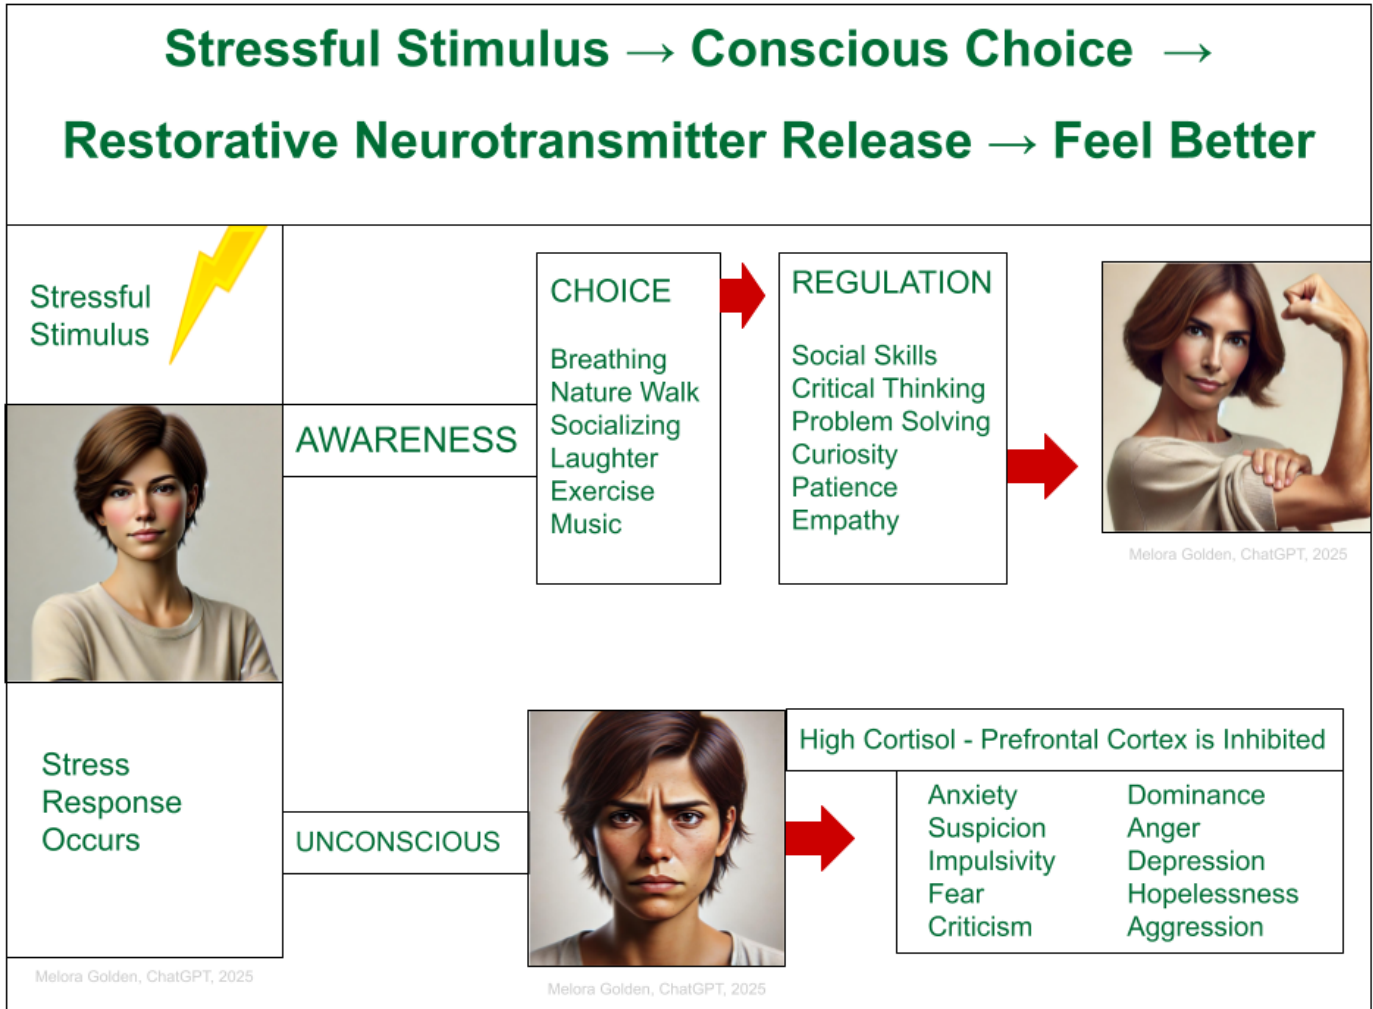 Stressful Stimulus → Conscious Choice →
Restorative Neurotransmitter Release → Feel Better
Stressful
Stimulus
AWARENESS
CHOICE
Breathing
Nature Walk
Socializing
Laughter
Exercise
Music
REGULATION
Social Skills
Critical Thinking
Problem Solving
Curiosity
Patience
Empathy
Melora Golden, ChatGPT, 2025
Stress
Response
Occurs
Melora Golden, ChatGPT, 2025
UNCONSCIOUS
Melora Golden, ChatGPT, 2025
High Cortisol - Prefrontal Cortex is Inhibited
Anxiety
Suspicion
Impulsivity
Fear
Criticism
Dominance
Anger
Depression
Hopelessness
Aggression